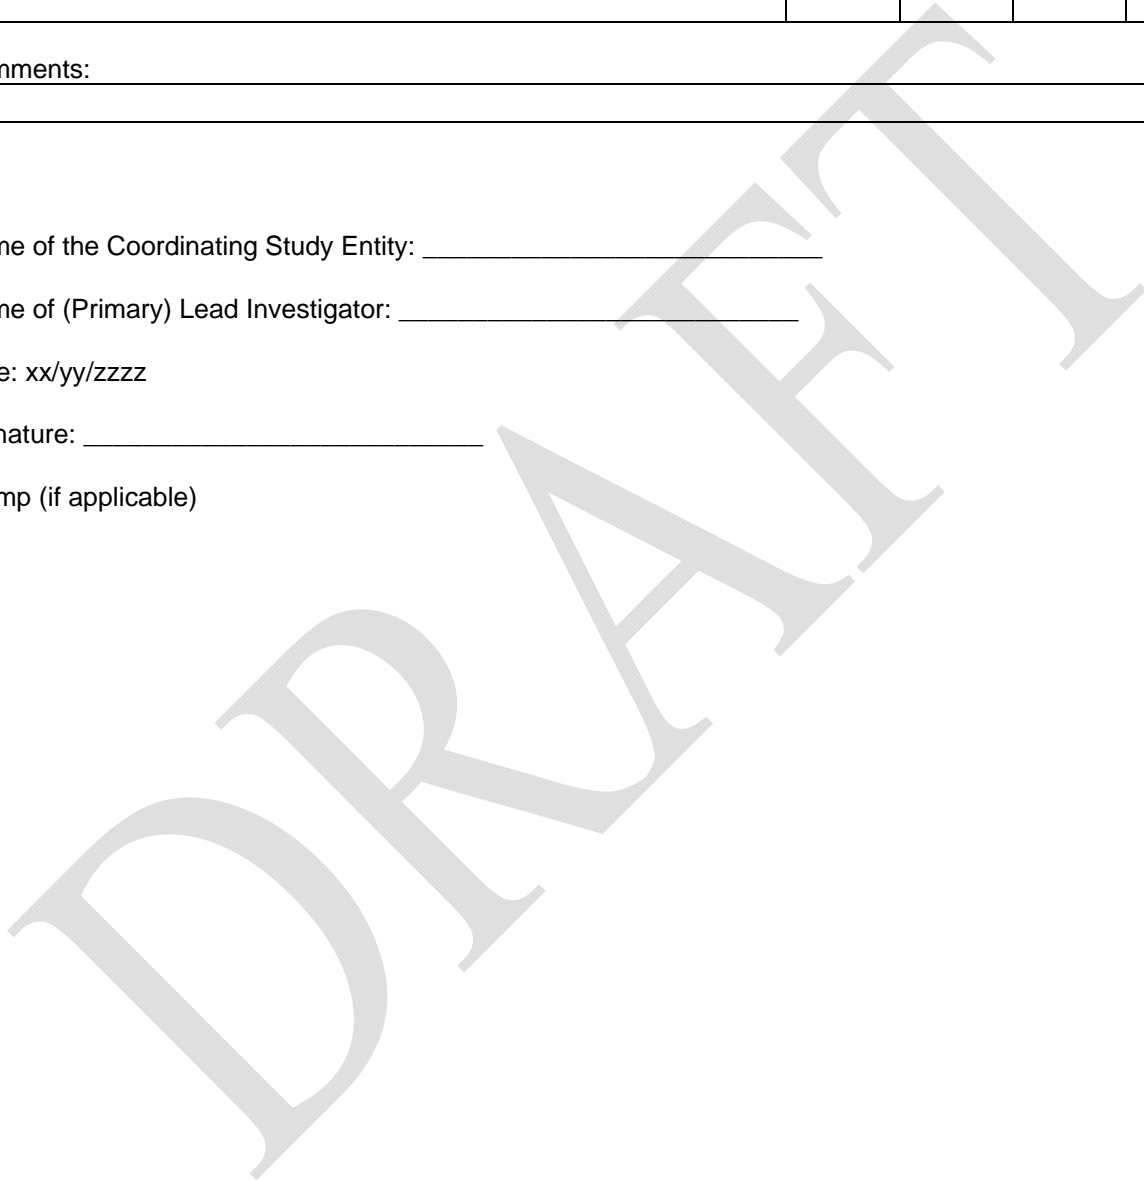 mments:
me of the Coordinating Study Entity: ___________________________
me of (Primary) Lead Investigator: ___________________________
e: xx/yy/zzzz
nature: ___________________________
mp (if applicable)
DRAFT